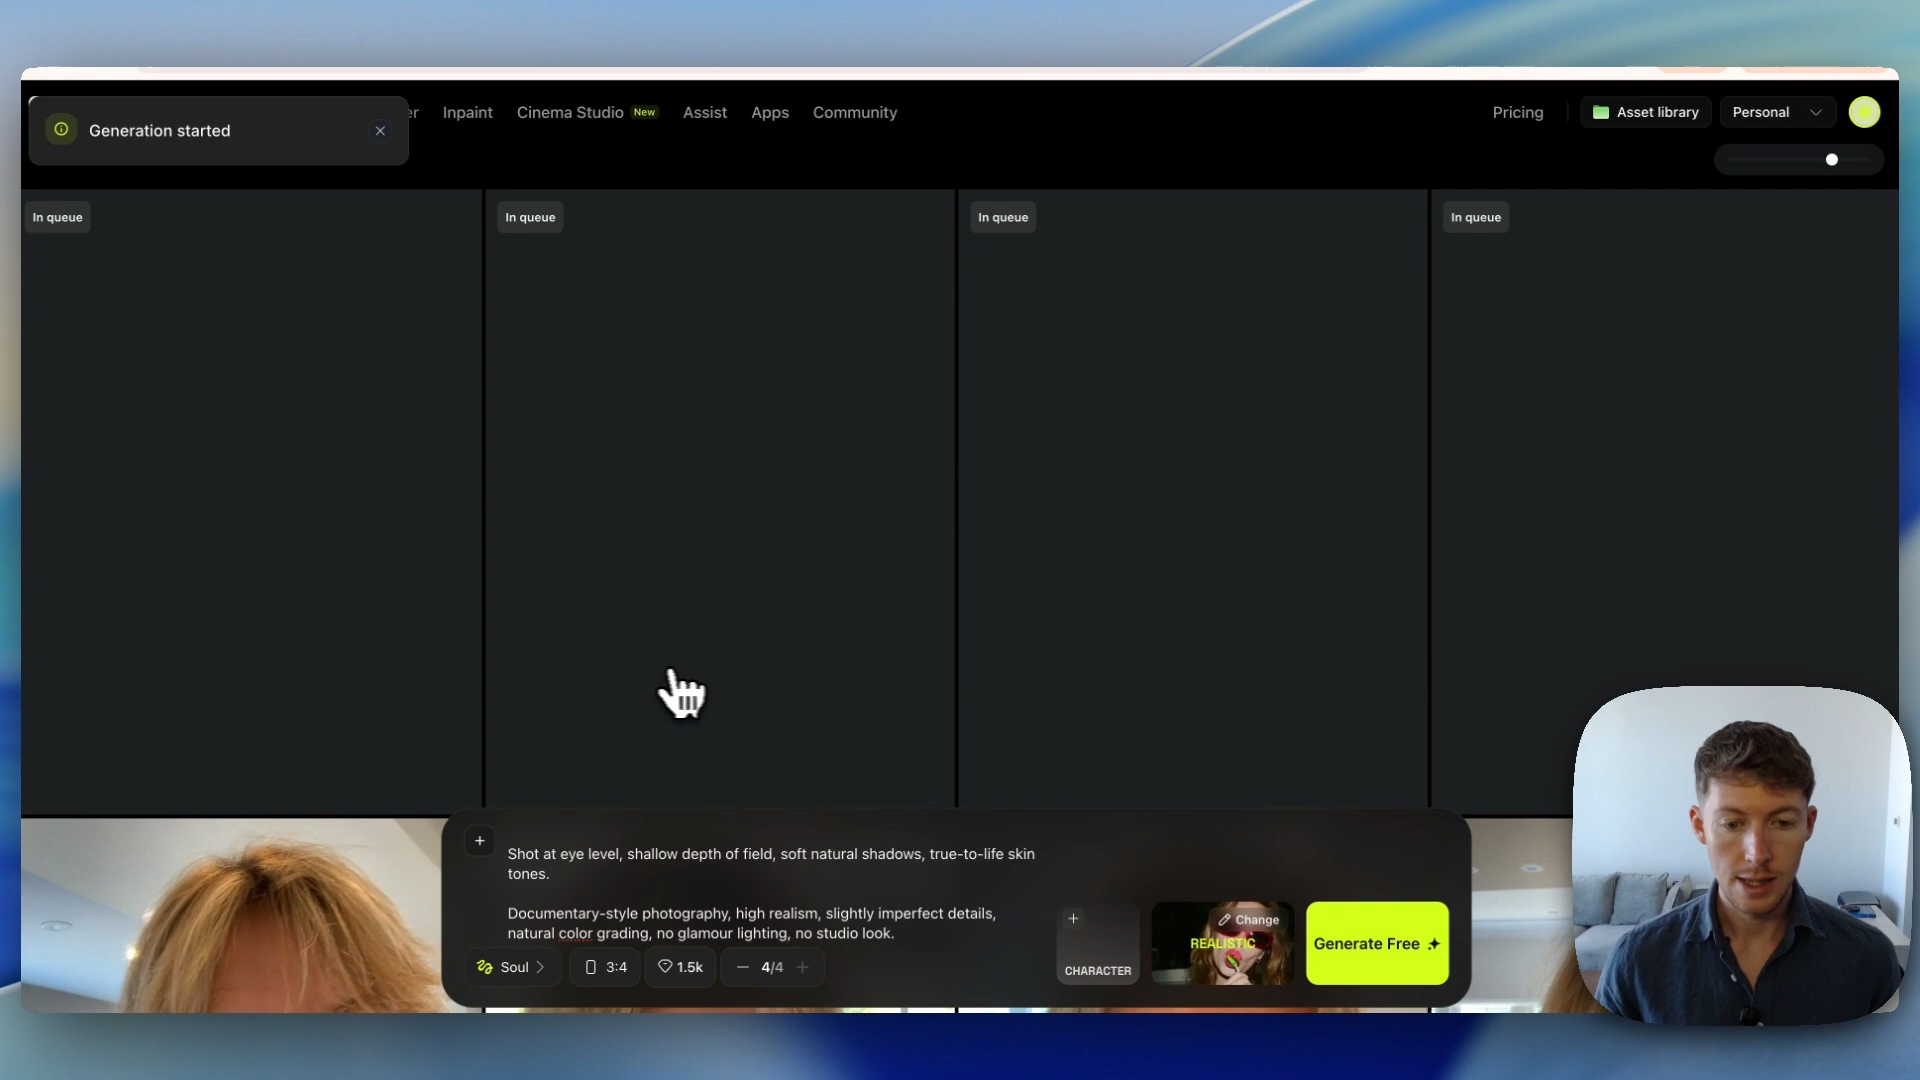 Generation started
er
Inpaint
Cinema Studio New
Assist
Apps
Community
Pricing
Asset library
Personal
In queue
In queue
In queue
In queue
Shot at eye level, shallow depth of field, soft natural shadows, true-to-life skin
tones.
Documentary-style photography, high realism, slightly imperfect details,
natural color grading, no glamour lighting, no studio look.
Soul
3:4
1.5k
4/4
CHARACTER
Change
REALISTIC
Generate Free